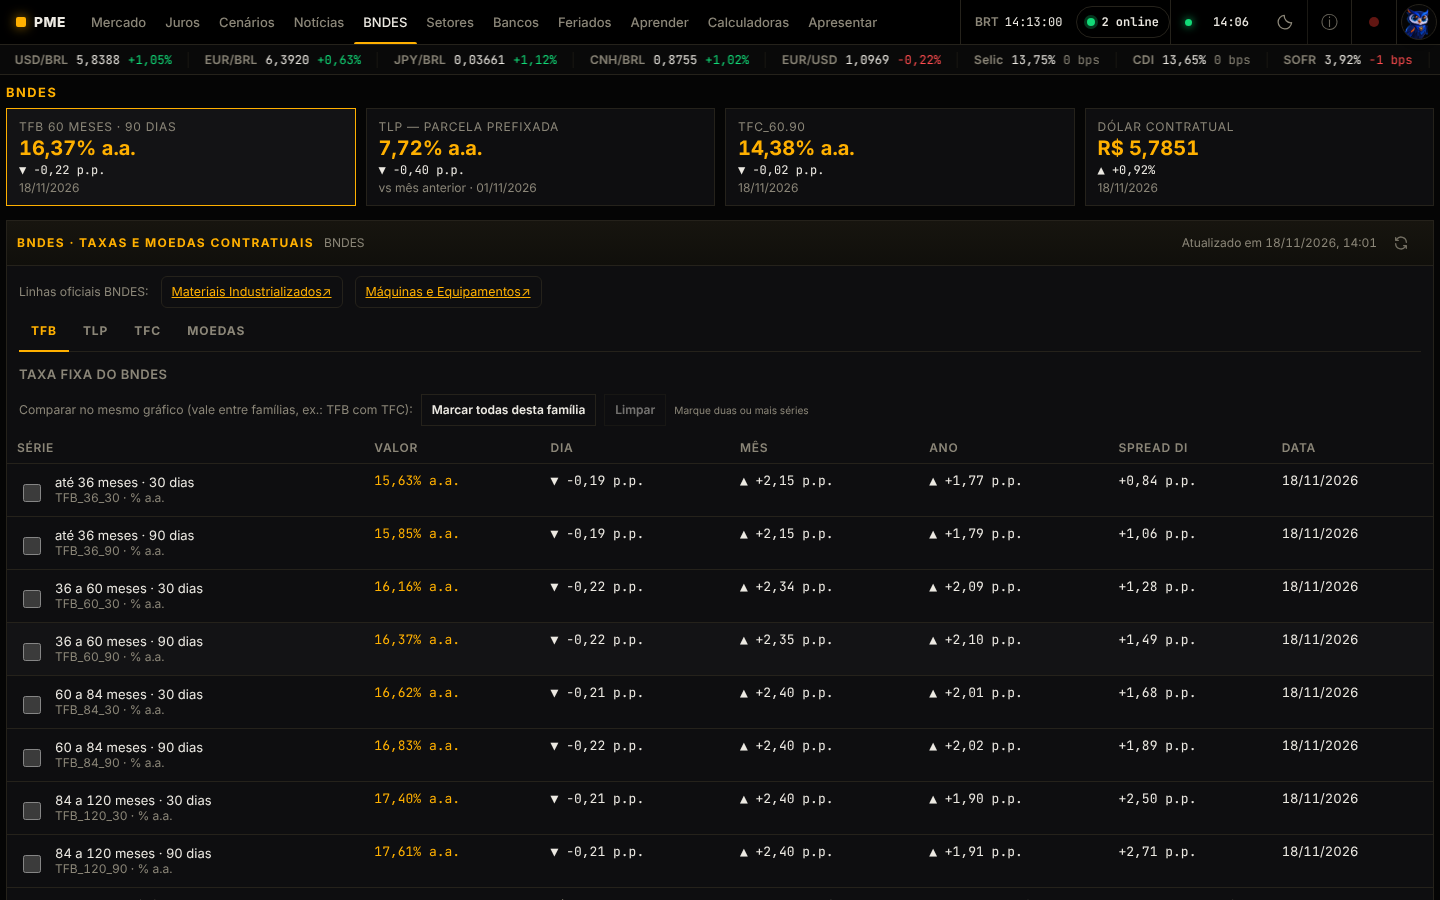 PME Mercado Juros Cenários Notícias BNDES Setores Bancos Feriados Aprender Calculadoras Apresentar BRT 14:13:00 2 online 14:06
USD/BRL 5,8388 +1,05% EUR/BRL 6,3920 +0,63% JPY/BRL 0,03661 +1,12% CNH/BRL 0,8755 +1,02% EUR/USD 1,0969 -0,22% Selic 13,75% 0 bps CDI 13,65% 0 bps SOFR 3,92% -1 bps
BNDES
TFB 60 MESES · 90 DIAS
16,37% a.a.
▼ -0,22 p.p.
18/11/2026
TLP — PARCELA PREFIXADA
7,72% a.a.
▼ -0,40 p.p.
vs mês anterior · 01/11/2026
TFC_60.90
14,38% a.a.
▼ -0,02 p.p.
18/11/2026
DÓLAR CONTRATUAL
R$ 5,7851
▲ +0,92%
18/11/2026
BNDES · TAXAS E MOEDAS CONTRATUAIS BNDES Atualizado em 18/11/2026, 14:01
Linhas oficiais BNDES: Materiais Industrializados↗ Máquinas e Equipamentos↗
TFB TLP TFC MOEDAS
TAXA FIXA DO BNDES
Comparar no mesmo gráfico (vale entre famílias, ex.: TFB com TFC): Marcar todas desta família Limpar Marque duas ou mais séries
SÉRIE VALOR DIA MÊS ANO SPREAD DI DATA
até 36 meses · 30 dias 15,63% a.a. ▼ -0,19 p.p. ▲ +2,15 p.p. ▲ +1,77 p.p. +0,84 p.p. 18/11/2026
TFB_36_30 · % a.a.
até 36 meses · 90 dias 15,85% a.a. ▼ -0,19 p.p. ▲ +2,15 p.p. ▲ +1,79 p.p. +1,06 p.p. 18/11/2026
TFB_36_90 · % a.a.
36 a 60 meses · 30 dias 16,16% a.a. ▼ -0,22 p.p. ▲ +2,34 p.p. ▲ +2,09 p.p. +1,28 p.p. 18/11/2026
TFB_60_30 · % a.a.
36 a 60 meses · 90 dias 16,37% a.a. ▼ -0,22 p.p. ▲ +2,35 p.p. ▲ +2,10 p.p. +1,49 p.p. 18/11/2026
TFB_60_90 · % a.a.
60 a 84 meses · 30 dias 16,62% a.a. ▼ -0,21 p.p. ▲ +2,40 p.p. ▲ +2,01 p.p. +1,68 p.p. 18/11/2026
TFB_84_30 · % a.a.
60 a 84 meses · 90 dias 16,83% a.a. ▼ -0,22 p.p. ▲ +2,40 p.p. ▲ +2,02 p.p. +1,89 p.p. 18/11/2026
TFB_84_90 · % a.a.
84 a 120 meses · 30 dias 17,40% a.a. ▼ -0,21 p.p. ▲ +2,40 p.p. ▲ +1,90 p.p. +2,50 p.p. 18/11/2026
TFB_120_30 · % a.a.
84 a 120 meses · 90 dias 17,61% a.a. ▼ -0,21 p.p. ▲ +2,40 p.p. ▲ +1,91 p.p. +2,71 p.p. 18/11/2026
TFB_120_90 · % a.a.